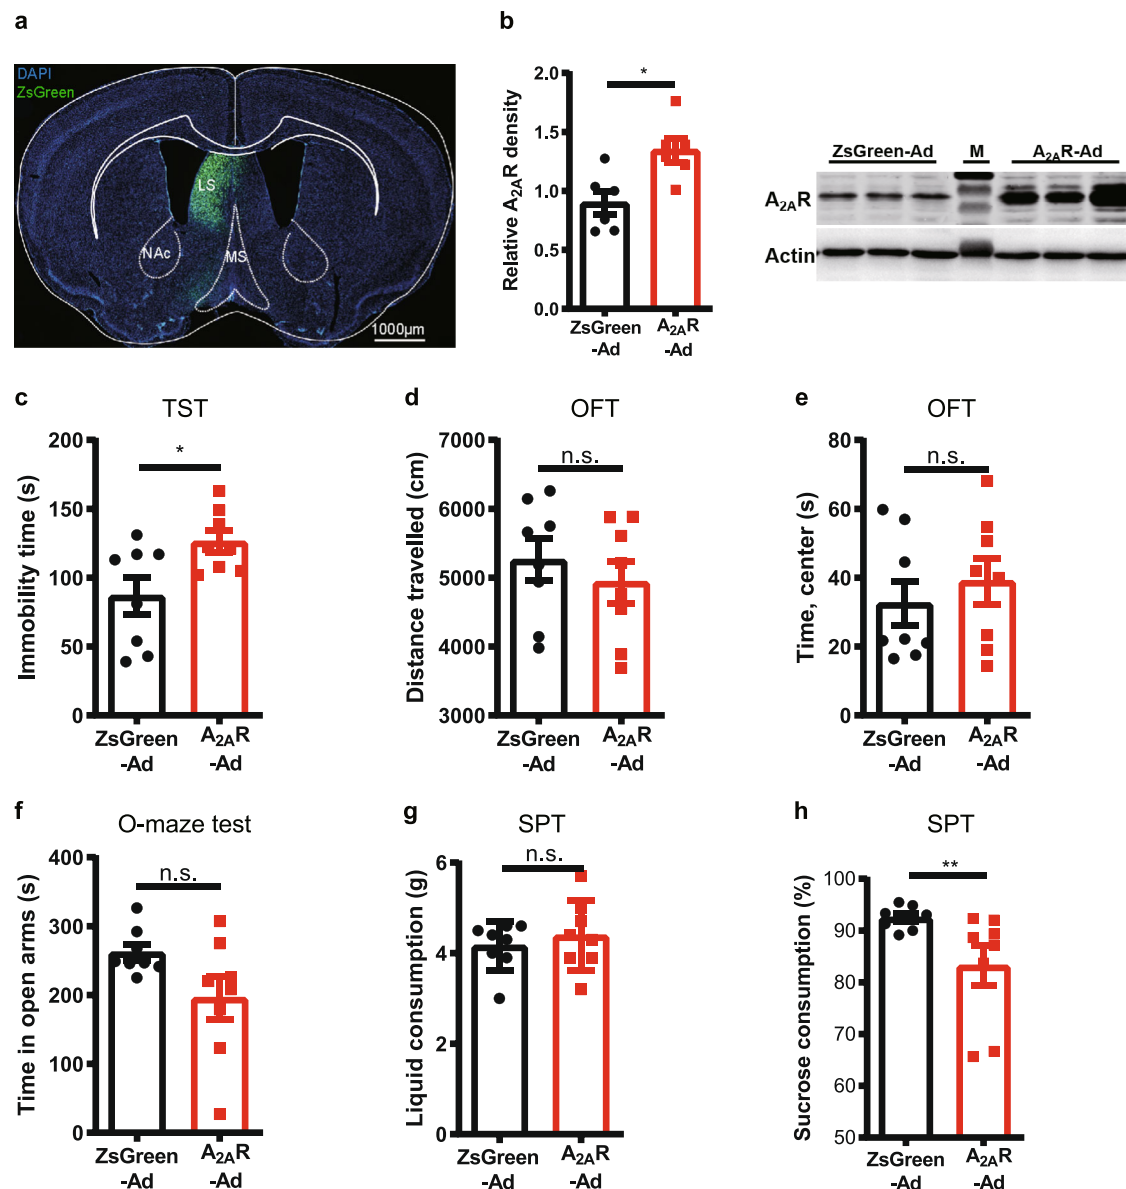 a
DAPI
ZsGreen
LS
NAc
MS
1000µm
b
Relative A2AR density
2.0
1.5
1.0
0.5
0.0
*
ZsGreen
-Ad
A2AR
-Ad
ZsGreen-Ad M A2AR-Ad
A2AR
Actin
c
TST
Immobility time (s)
200
150
100
50
0
*
ZsGreen
-Ad
A2AR
-Ad
d
OFT
Distance travelled (cm)
7000
6000
5000
4000
3000
n.s.
ZsGreen
-Ad
A2AR
-Ad
e
OFT
Time, center (s)
80
60
40
20
0
n.s.
ZsGreen
-Ad
A2AR
-Ad
f
O-maze test
Time in open arms (s)
400
300
200
100
0
n.s.
ZsGreen
-Ad
A2AR
-Ad
g
SPT
Liquid consumption (g)
6
4
2
0
n.s.
ZsGreen
-Ad
A2AR
-Ad
h
SPT
Sucrose consumption (%)
100
90
80
70
60
50
**
ZsGreen
-Ad
A2AR
-Ad